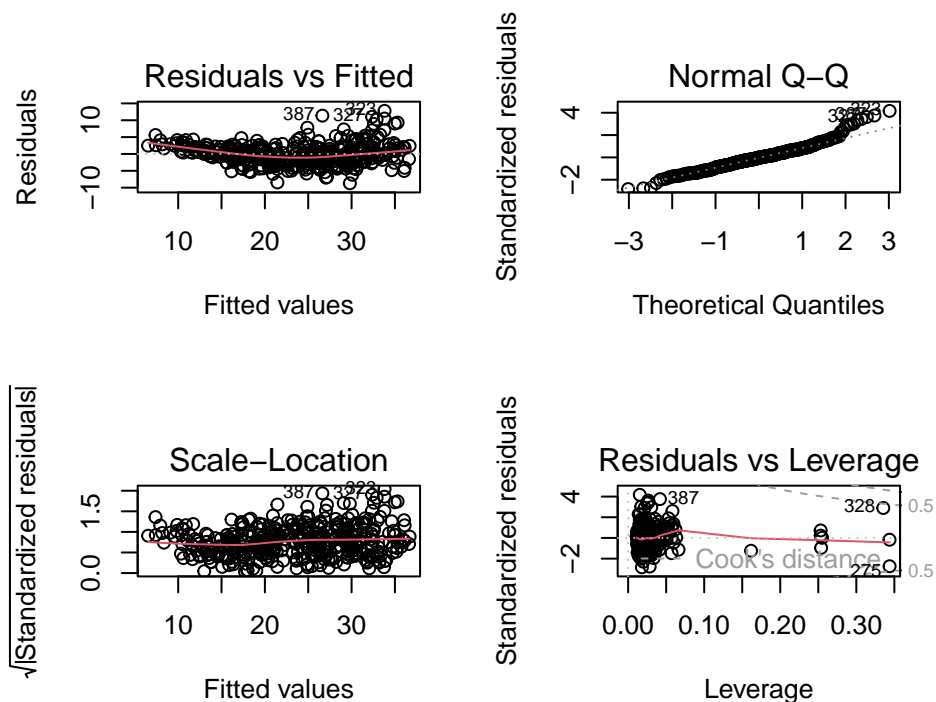 Residuals vs Fitted
Residuals
10
−10
387
327
323
10
20
30
Fitted values
Normal Q−Q
Standardized residuals
4
−2
323
−3
−1
1
2
3
Theoretical Quantiles
Scale−Location
√|Standardized residuals|
1.5
0.0
387
327
323
10
20
30
Fitted values
Residuals vs Leverage
Standardized residuals
4
−2
387
328
275
Cook's distance
0.5
0.5
0.00
0.10
0.20
0.30
Leverage